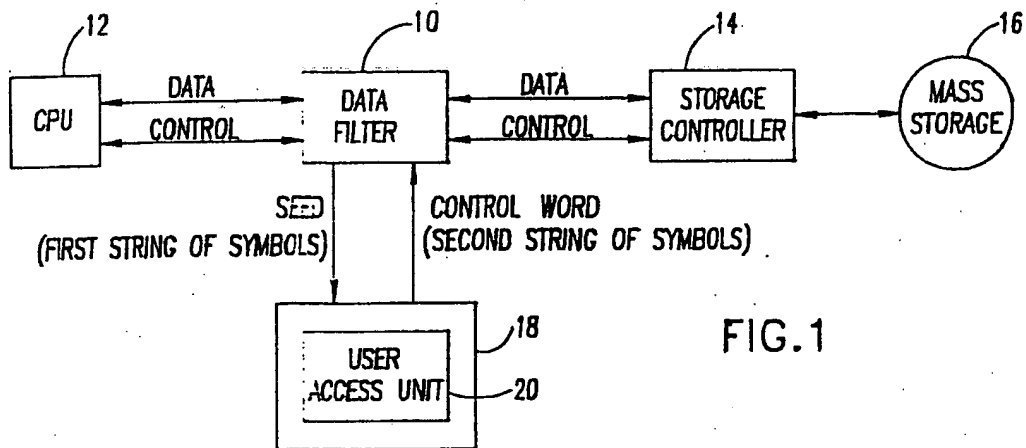 12
10
14
16
CPU
DATA
CONTROL
DATA
FILTER
DATA
CONTROL
STORAGE
CONTROLLER
MASS
STORAGE
SEED
(FIRST STRING OF SYMBOLS)
CONTROL WORD
(SECOND STRING OF SYMBOLS)
USER
ACCESS UNIT
18
20
FIG.1